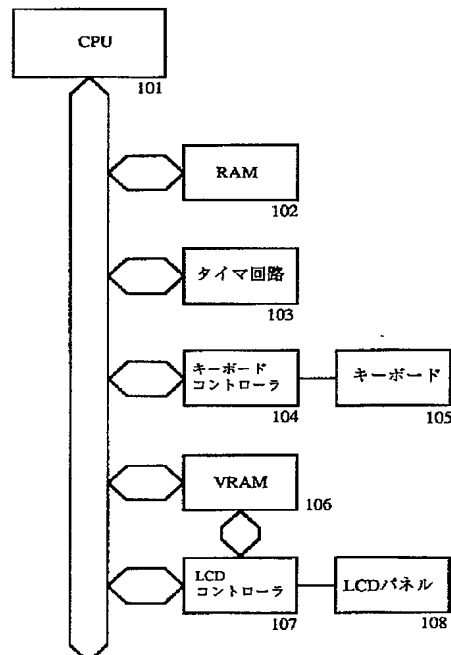 CPU
101
RAM
102
タイマ回路
103
キーボード
コントローラ
104
キーボード
105
VRAM
106
LCD
コントローラ
107
LCDパネル
108